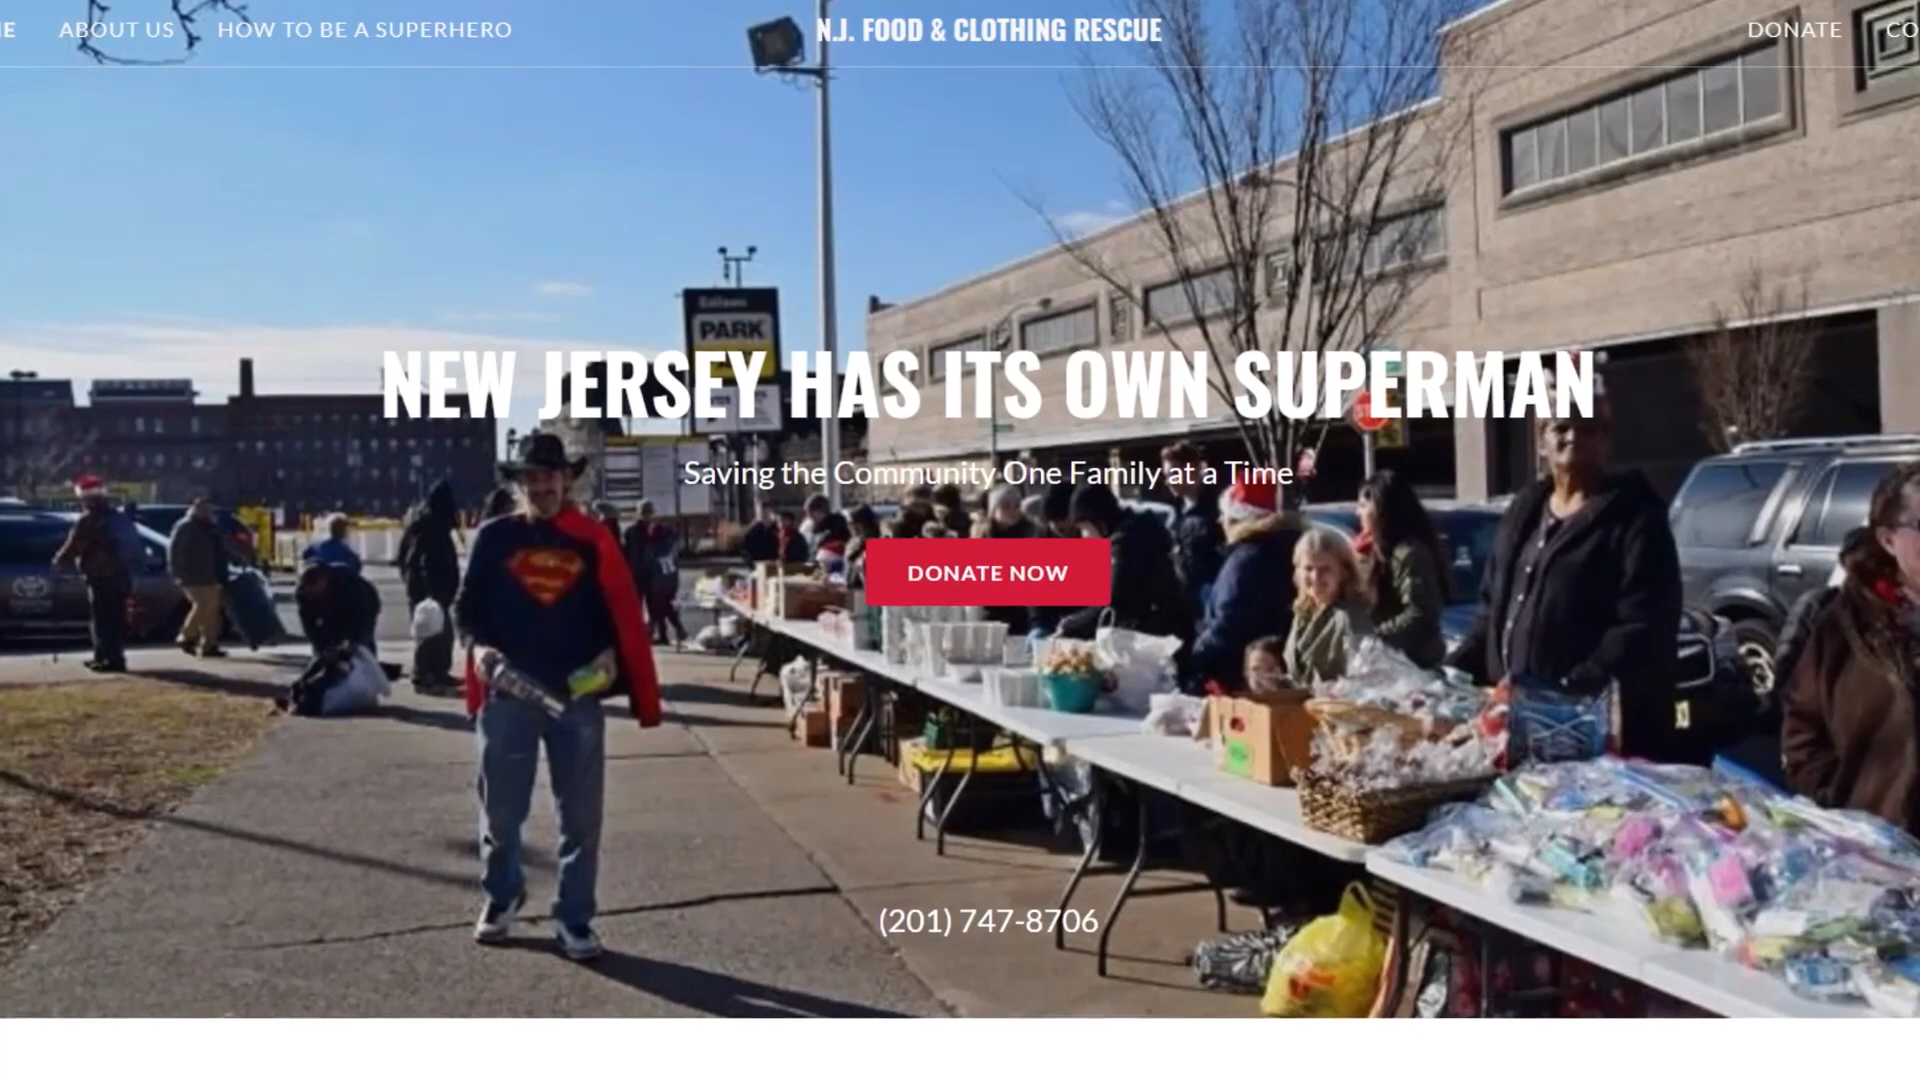 ABOUT US
HOW TO BE A SUPERHERO
N.J. FOOD & CLOTHING RESCUE
DONATE
PARK
NEW JERSEY HAS ITS OWN SUPERMAN
Saving the Community One Family at a Time
DONATE NOW
(201) 747-8706